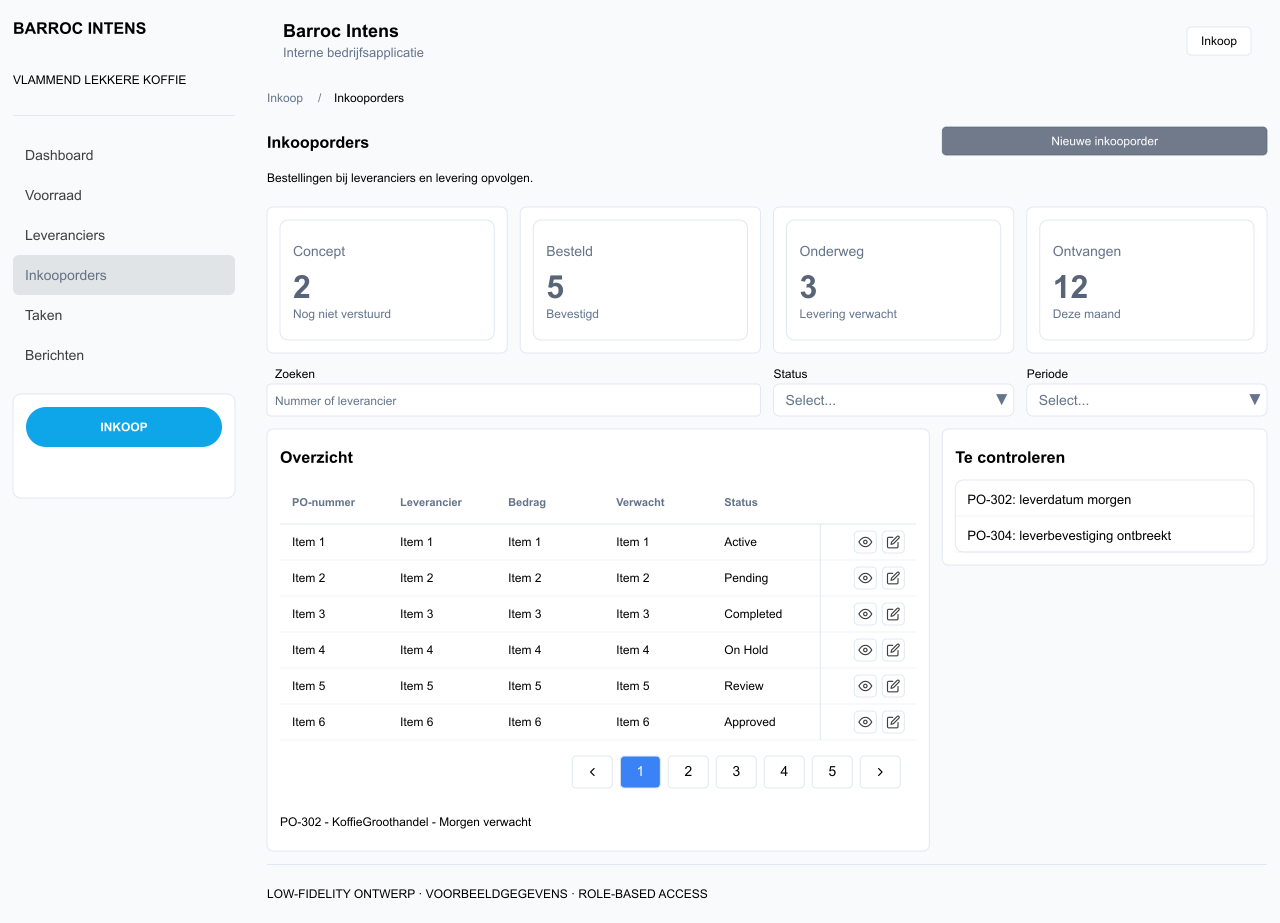 BARROC INTENS
VLAMMEND LEKKERE KOFFIE
Dashboard
Voorraad
Leveranciers
Inkooporders
Taken
Berichten
INKOOP
Barroc Intens
Interne bedrijfsapplicatie
Inkoop
Inkoop / Inkooporders
Inkooporders
Nieuwe inkooporder
Bestellingen bij leveranciers en levering opvolgen.
Concept
2
Nog niet verstuurd
Besteld
5
Bevestigd
Onderweg
3
Levering verwacht
Ontvangen
12
Deze maand
Zoeken
Nummer of leverancier
Status
Select...
Periode
Select...
Overzicht
PO-nummer Leverancier Bedrag Verwacht Status
Item 1 Item 1 Item 1 Item 1 Active
Item 2 Item 2 Item 2 Item 2 Pending
Item 3 Item 3 Item 3 Item 3 Completed
Item 4 Item 4 Item 4 Item 4 On Hold
Item 5 Item 5 Item 5 Item 5 Review
Item 6 Item 6 Item 6 Item 6 Approved
1 2 3 4 5
PO-302 - KoffieGroothandel - Morgen verwacht
Te controleren
PO-302: leverdatum morgen
PO-304: leverbevestiging ontbreekt
LOW-FIDELITY ONTWERP · VOORBEELDGEGEVENS · ROLE-BASED ACCESS